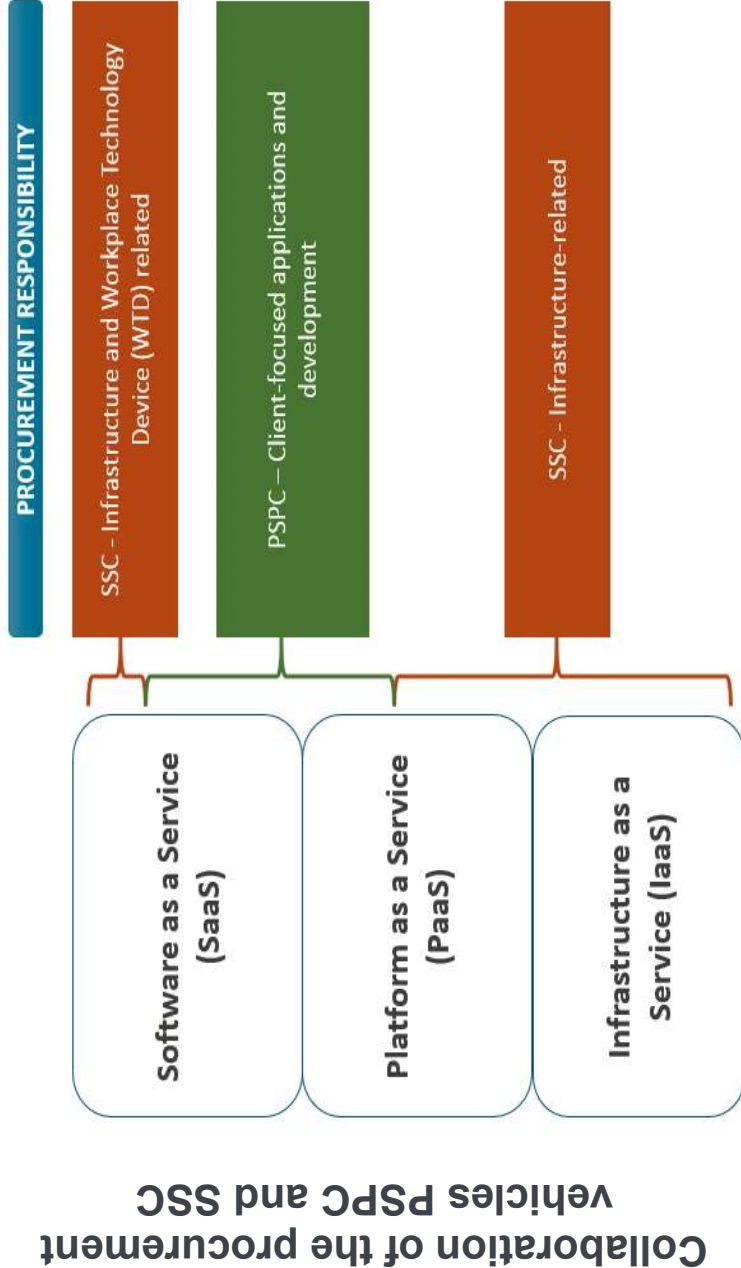 Collaboration of the procurement
vehicles PSPC and SSC
PROCUREMENT RESPONSIBILITY
Software as a Service
(SaaS)
SSC - Infrastructure and Workplace Technology
Device (WTD) related
Platform as a Service
(PaaS)
PSPC – Client-focused applications and
development
Infrastructure as a
Service (IaaS)
SSC - Infrastructure-related